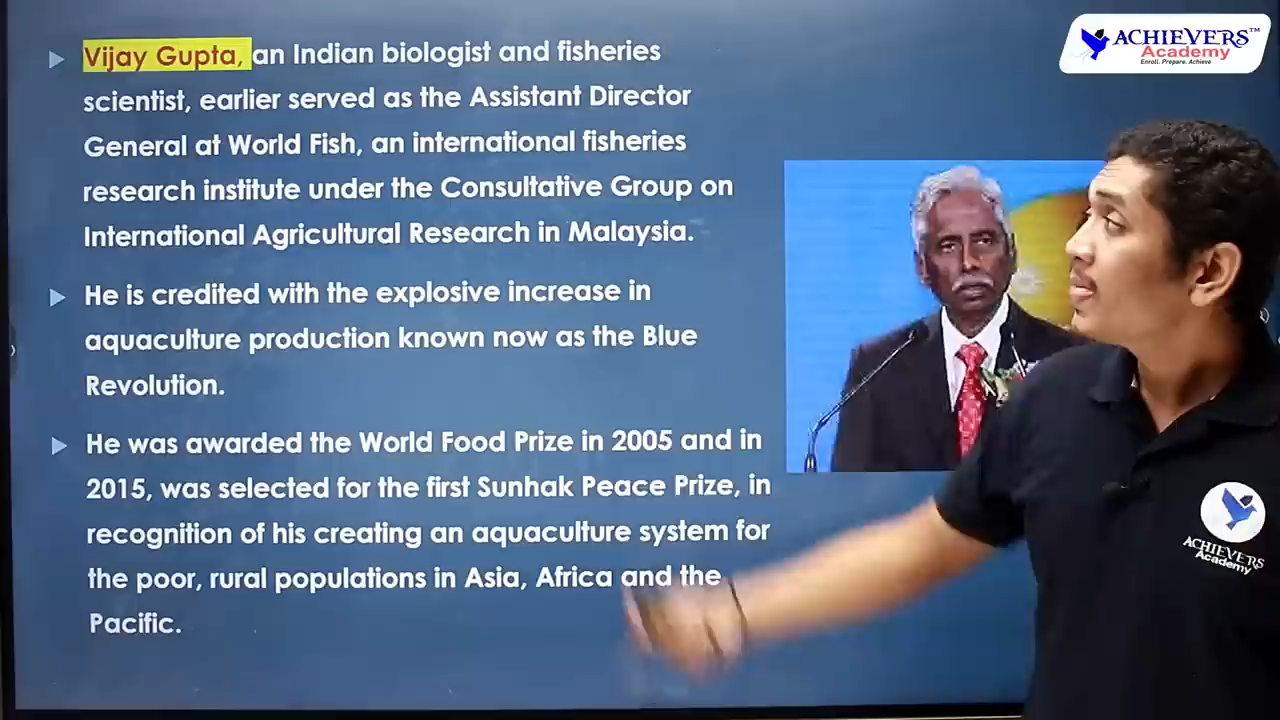 Vijay Gupta, an Indian biologist and fisheries
scientist, earlier served as the Assistant Director
General at World Fish, an international fisheries
research institute under the Consultative Group on
International Agricultural Research in Malaysia.
He is credited with the explosive increase in
aquaculture production known now as the Blue
Revolution.
He was awarded the World Food Prize in 2005 and in
2015, was selected for the first Sunhak Peace Prize, in
recognition of his creating an aquaculture system for
the poor, rural populations in Asia, Africa and the
Pacific.
ACHIEVERS™
Academy
Enroll. Prepare. Achieve
ACHIEVERS
Academy